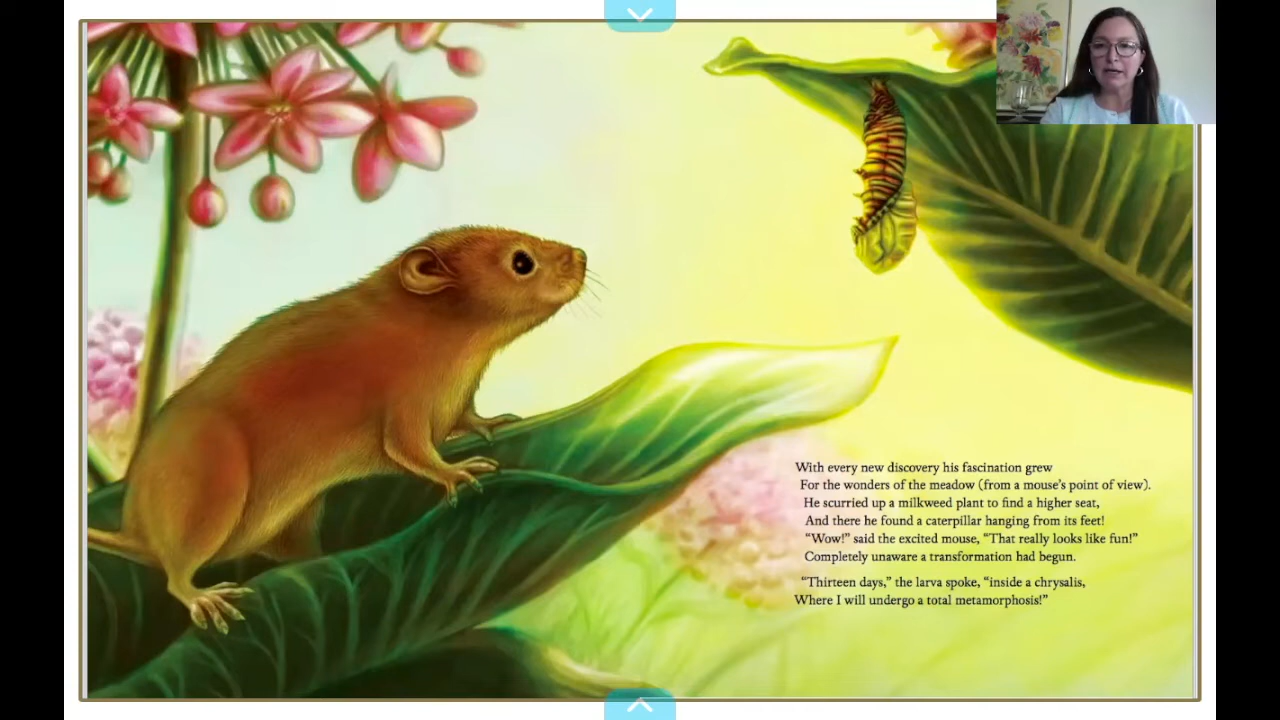 With every new discovery his fascination grew
For the wonders of the meadow (from a mouse's point of view).
He scurried up a milkweed plant to find a higher seat,
And there he found a caterpillar hanging from its feet!
“Wow!” said the excited mouse, “That really looks like fun!”
Completely unaware a transformation had begun.
“Thirteen days,” the larva spoke, “inside a chrysalis,
Where I will undergo a total metamorphosis!”